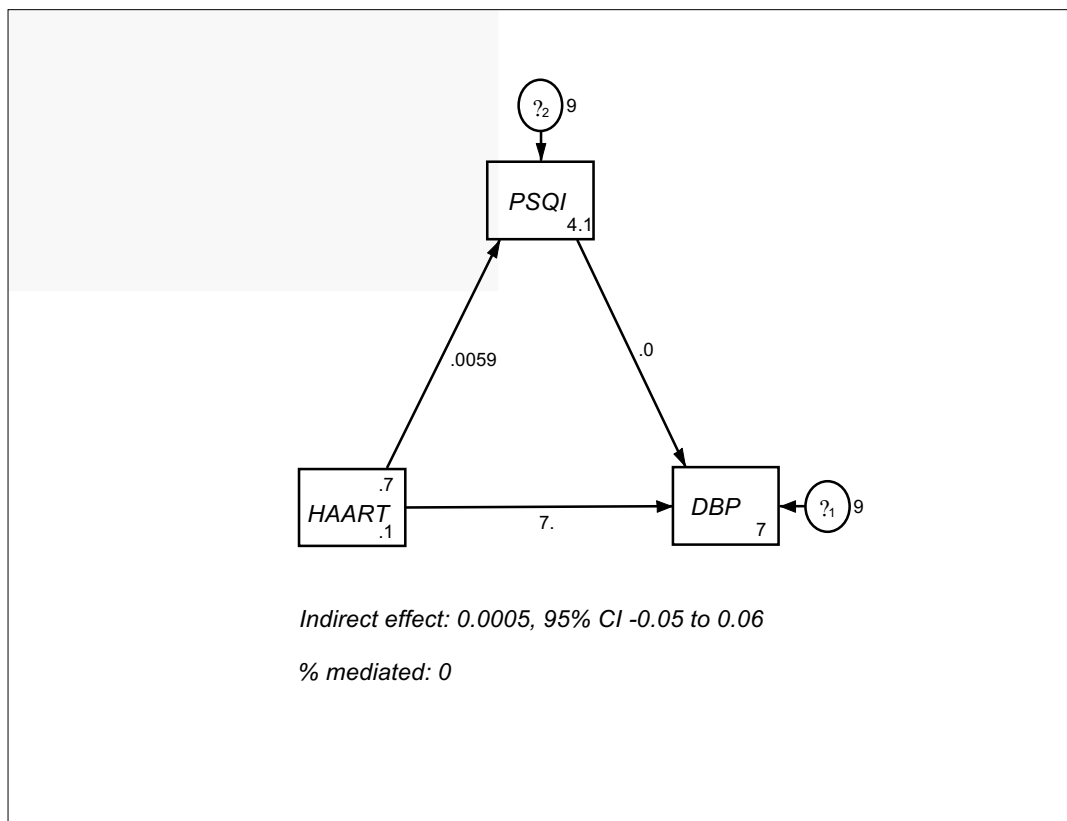 ?₂ 9
PSQI
4.1
.0059
.0
.7
HAART
.1
7.
DBP
7
?₁ 9
Indirect effect: 0.0005, 95% CI -0.05 to 0.06
% mediated: 0